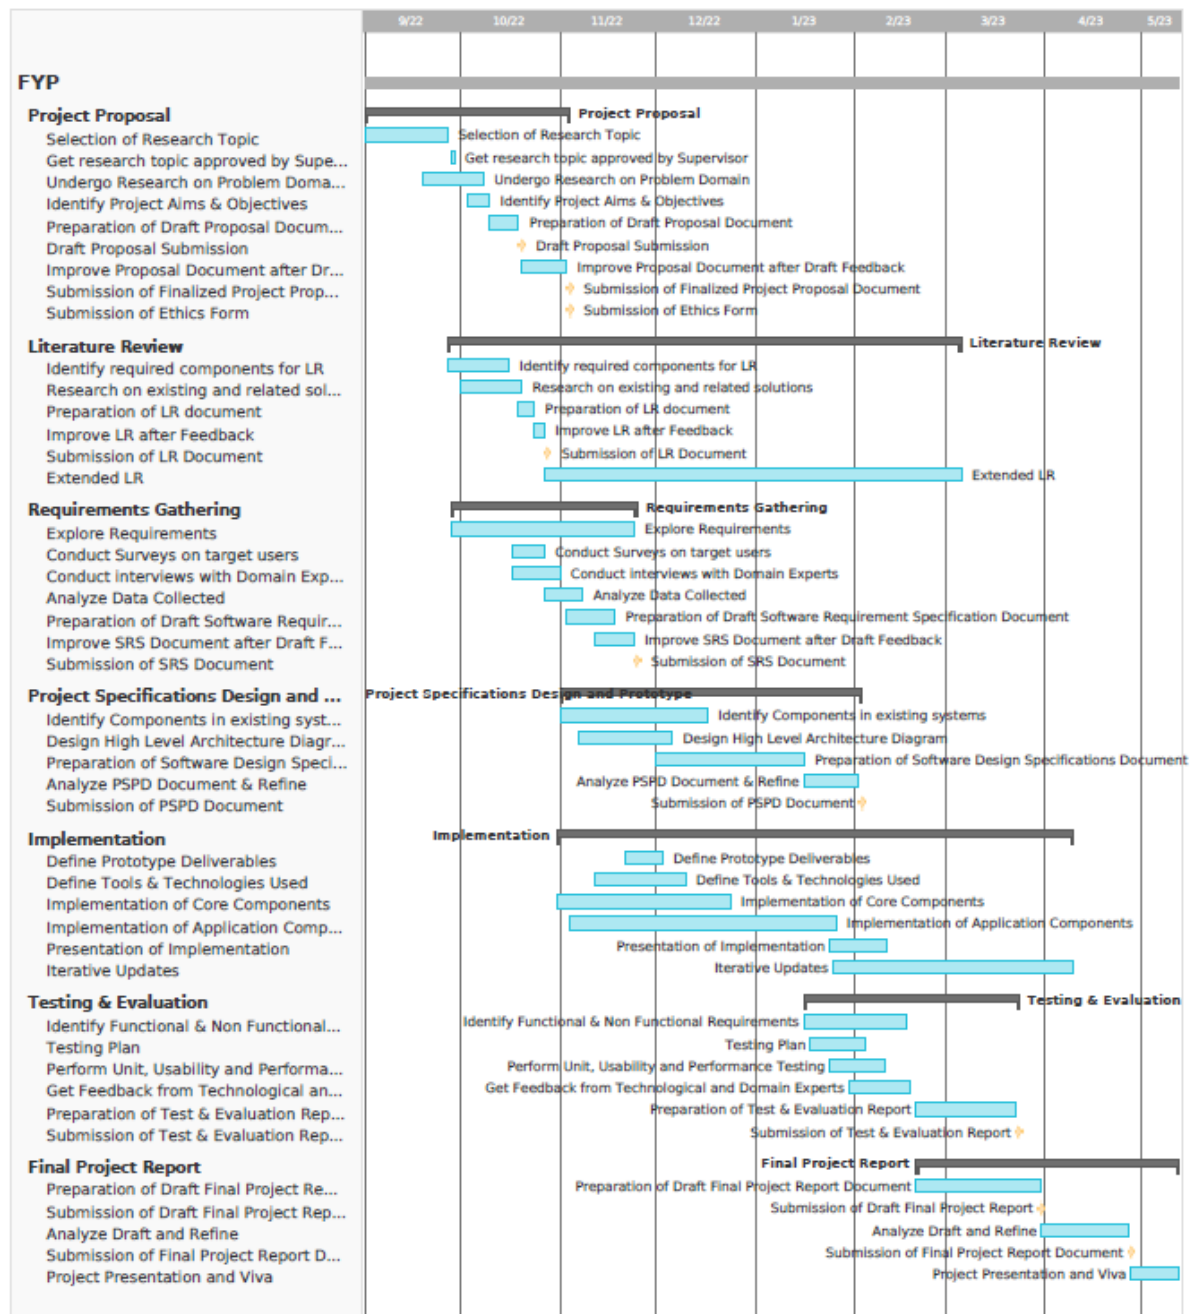 9/22 10/22 11/22 12/22 1/23 2/23 3/23 4/23 5/23
FYP
Project Proposal Project Proposal
Selection of Research Topic Selection of Research Topic
Get research topic approved by Supe... Get research topic approved by Supervisor
Undergo Research on Problem Doma... Undergo Research on Problem Domain
Identify Project Aims & Objectives Identify Project Aims & Objectives
Preparation of Draft Proposal Docum... Preparation of Draft Proposal Document
Draft Proposal Submission Draft Proposal Submission
Improve Proposal Document after Dr... Improve Proposal Document after Draft Feedback
Submission of Finalized Project Prop... Submission of Finalized Project Proposal Document
Submission of Ethics Form Submission of Ethics Form
Literature Review Literature Review
Identify required components for LR Identify required components for LR
Research on existing and related sol... Research on existing and related solutions
Preparation of LR document Preparation of LR document
Improve LR after Feedback Improve LR after Feedback
Submission of LR Document Submission of LR Document
Extended LR Extended LR
Requirements Gathering Requirements Gathering
Explore Requirements Explore Requirements
Conduct Surveys on target users Conduct Surveys on target users
Conduct interviews with Domain Exp... Conduct interviews with Domain Experts
Analyze Data Collected Analyze Data Collected
Preparation of Draft Software Requir... Preparation of Draft Software Requirement Specification Document
Improve SRS Document after Draft F... Improve SRS Document after Draft Feedback
Submission of SRS Document Submission of SRS Document
Project Specifications Design and ... Project Specifications Design and Prototype
Identify Components in existing syst... Identify Components in existing systems
Design High Level Architecture Diagr... Design High Level Architecture Diagram
Preparation of Software Design Speci... Preparation of Software Design Specifications Document
Analyze PSPD Document & Refine Analyze PSPD Document & Refine
Submission of PSPD Document Submission of PSPD Document
Implementation Implementation
Define Prototype Deliverables Define Prototype Deliverables
Define Tools & Technologies Used Define Tools & Technologies Used
Implementation of Core Components Implementation of Core Components
Implementation of Application Comp... Implementation of Application Components
Presentation of Implementation Presentation of Implementation
Iterative Updates Iterative Updates
Testing & Evaluation Testing & Evaluation
Identify Functional & Non Functional... Identify Functional & Non Functional Requirements
Testing Plan Testing Plan
Perform Unit, Usability and Performa... Perform Unit, Usability and Performance Testing
Get Feedback from Technological an... Get Feedback from Technological and Domain Experts
Preparation of Test & Evaluation Rep... Preparation of Test & Evaluation Report
Submission of Test & Evaluation Rep... Submission of Test & Evaluation Report
Final Project Report Final Project Report
Preparation of Draft Final Project Re... Preparation of Draft Final Project Report Document
Submission of Draft Final Project Rep... Submission of Draft Final Project Report
Analyze Draft and Refine Analyze Draft and Refine
Submission of Final Project Report D... Submission of Final Project Report Document
Project Presentation and Viva Project Presentation and Viva